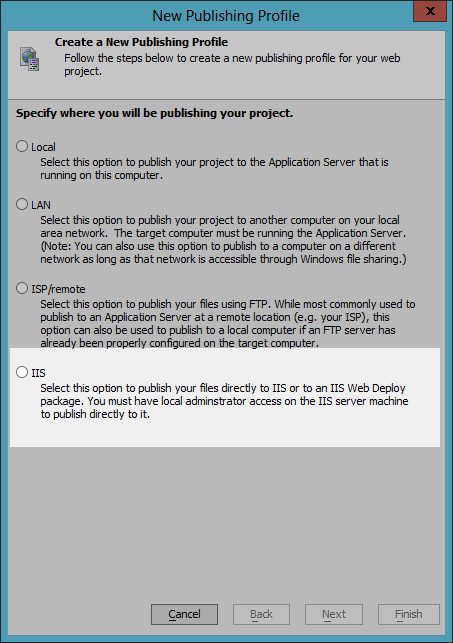 New Publishing Profile
x
Create a New Publishing Profile
Follow the steps below to create a new publishing profile for your web
project.
Specify where you will be publishing your project.
Local
Select this option to publish your project to the Application Server that is
running on this computer.
LAN
Select this option to publish your project to another computer on your local
area network.  The target computer must be running the Application Server.
(Note: You can also use this option to publish to a computer on a different
network as long as that network is accessible through Windows file sharing.)
ISP/remote
Select this option to publish your files using FTP. While most commonly used to
publish to an Application Server at a remote location (e.g. your ISP), this
option can also be used to publish to a local computer if an FTP server has
already been properly configured on the target computer.
IIS
Select this option to publish your files directly to IIS or to an IIS Web Deploy
package. You must have local adminstrator access on the IIS server machine
to publish directly to it.
Cancel
Back
Next
Finish